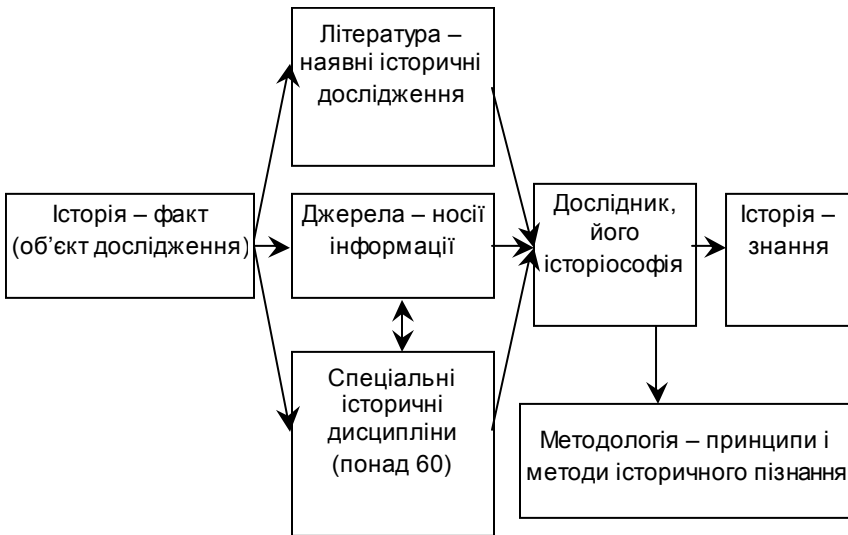 Література –
наявні історичні
дослідження
Історія – факт
(об’єкт дослідження)
Джерела – носії
інформації
Дослідник,
його
історіософія
Історія –
знання
Спеціальні
історичні
дисципліни
(понад 60)
Методологія – принципи і
методи історичного пізнання